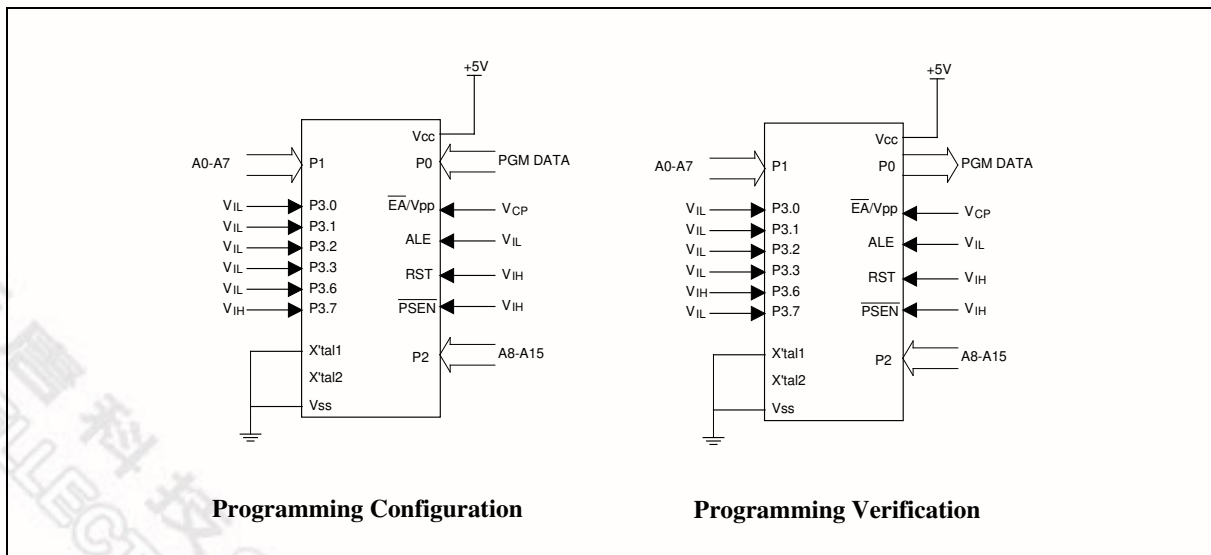 +5V
Vcc
A0-A7
P1
P0
PGM DATA
VIL
P3.0
EA/Vpp
VCP
VIL
P3.1
VIL
P3.2
ALE
VIL
VIL
P3.3
RST
VIH
VIL
P3.6
VIH
P3.7
PSEN
VIH
X'tal1
P2
A8-A15
X'tal2
Vss
Programming Configuration
+5V
Vcc
A0-A7
P1
P0
PGM DATA
VIL
P3.0
EA/Vpp
VCP
VIL
P3.1
VIL
P3.2
ALE
VIL
VIL
P3.3
RST
VIH
VIH
P3.6
VIL
P3.7
PSEN
VIH
X'tal1
P2
A8-A15
X'tal2
Vss
Programming Verification
科技